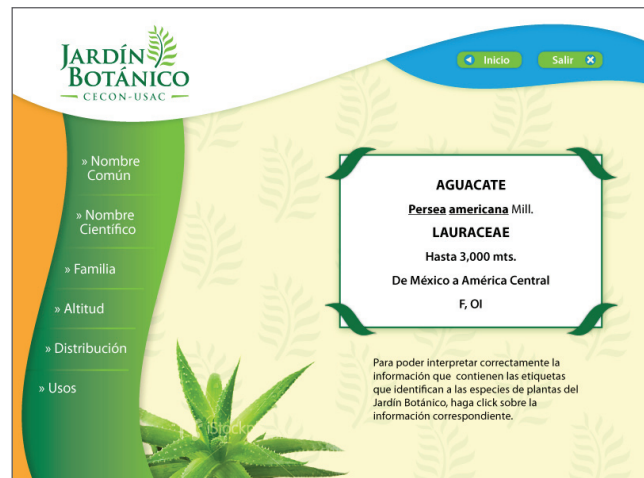 JARDÍN
BOTÁNICO
CECON-USAC
Inicio
Salir
» Nombre
Común
» Nombre
Científico
» Familia
» Altitud
» Distribución
» Usos
AGUACATE
Persea americana Mill.
LAURACEAE
Hasta 3,000 mts.
De México a América Central
F, OI
Para poder interpretar correctamente la
información que contienen las etiquetas
que identifican a las especies de plantas del
Jardín Botánico, haga click sobre la
información correspondiente.